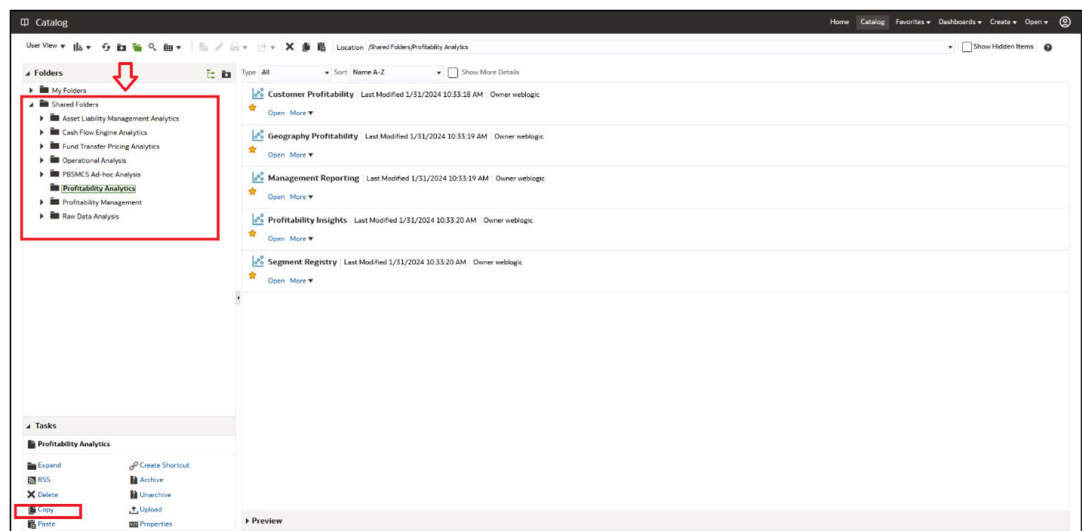 Catalog
Home Catalog Favorites Dashboards Create Open
User View
Location /Shared Folders/Profitability Analytics
Show Hidden Items
Folders
My Folders
Shared Folders
Asset Liability Management Analytics
Cash Flow Engine Analytics
Fund Transfer Pricing Analytics
Operational Analysis
PBSMCS Ad-hoc Analysis
Profitability Analytics
Profitability Management
Raw Data Analysis
Type All Sort Name A-Z Show More Details
Customer Profitability Last Modified 1/31/2024 10:33:18 AM Owner weblogic
Open More
Geography Profitability Last Modified 1/31/2024 10:33:19 AM Owner weblogic
Open More
Management Reporting Last Modified 1/31/2024 10:33:19 AM Owner weblogic
Open More
Profitability Insights Last Modified 1/31/2024 10:33:20 AM Owner weblogic
Open More
Segment Registry Last Modified 1/31/2024 10:33:20 AM Owner weblogic
Open More
Tasks
Profitability Analytics
Expand Create Shortcut
RSS Archive
Delete Unarchive
Copy Upload
Paste Properties
Preview